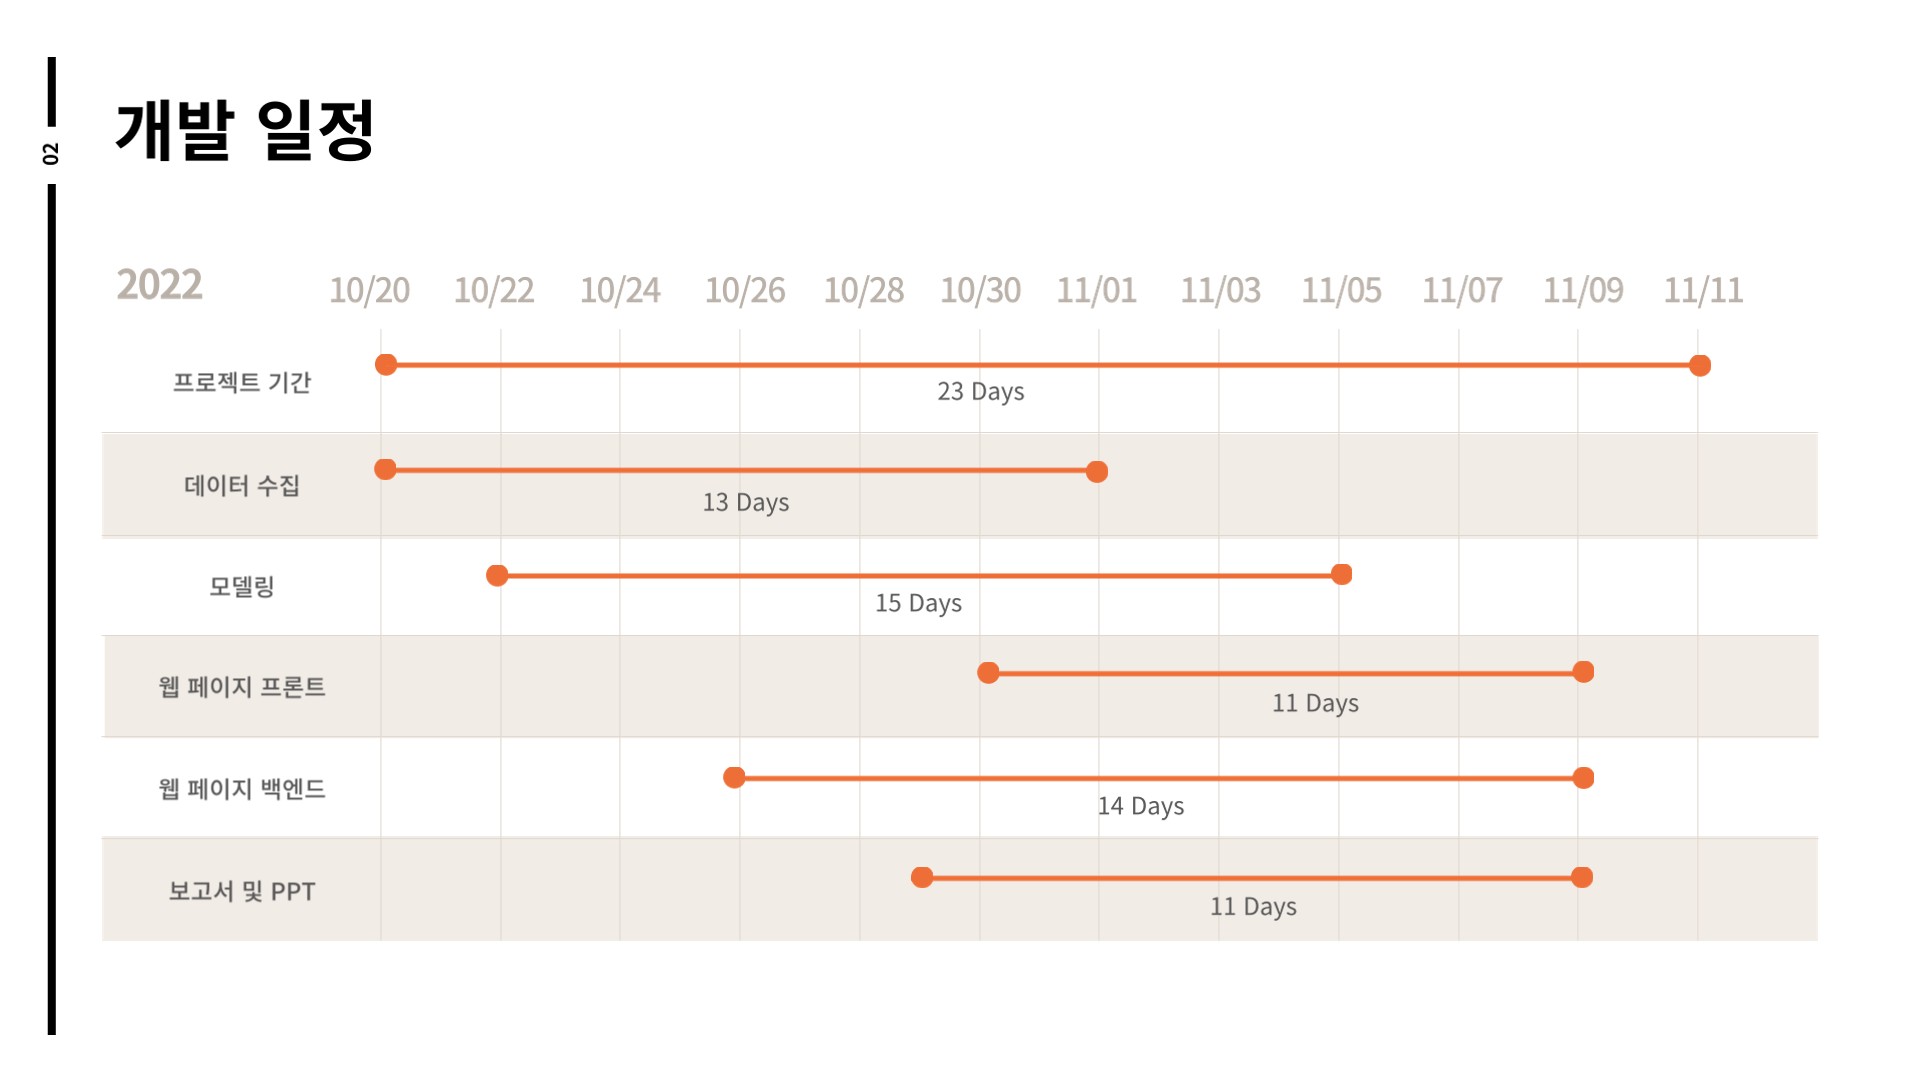 02
개발 일정
2022 10/20 10/22 10/24 10/26 10/28 10/30 11/01 11/03 11/05 11/07 11/09 11/11
프로젝트 기간
23 Days
데이터 수집
13 Days
모델링
15 Days
웹 페이지 프론트
11 Days
웹 페이지 백엔드
14 Days
보고서 및 PPT
11 Days